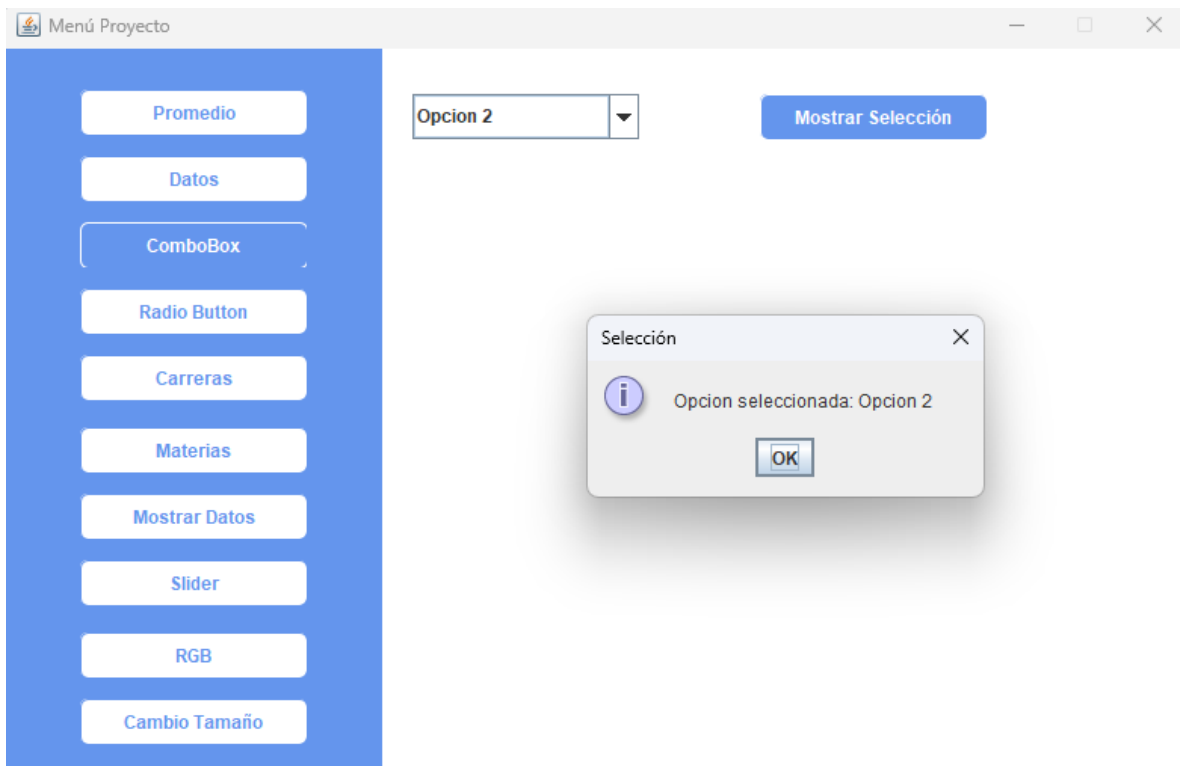 Menú Proyecto
Promedio
Datos
ComboBox
Radio Button
Carreras
Materias
Mostrar Datos
Slider
RGB
Cambio Tamaño
Opcion 2
Mostrar Selección
Selección
i
Opcion seleccionada: Opcion 2
OK